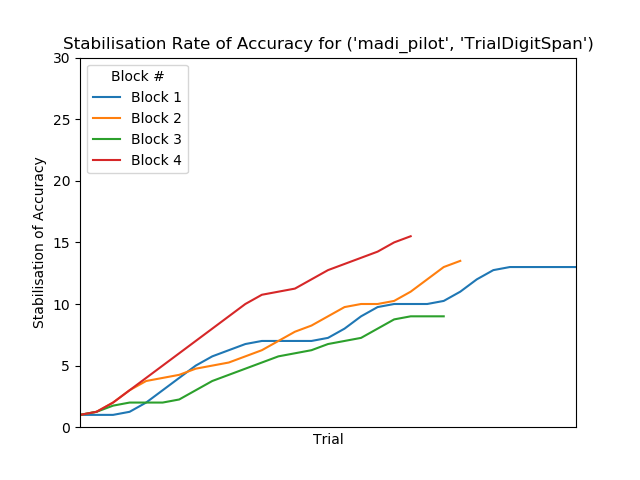 Stabilisation Rate of Accuracy for ('madi_pilot', 'TrialDigitSpan')
30
25
20
15
10
5
0
Stabilisation of Accuracy
Block #
Block 1
Block 2
Block 3
Block 4
Trial